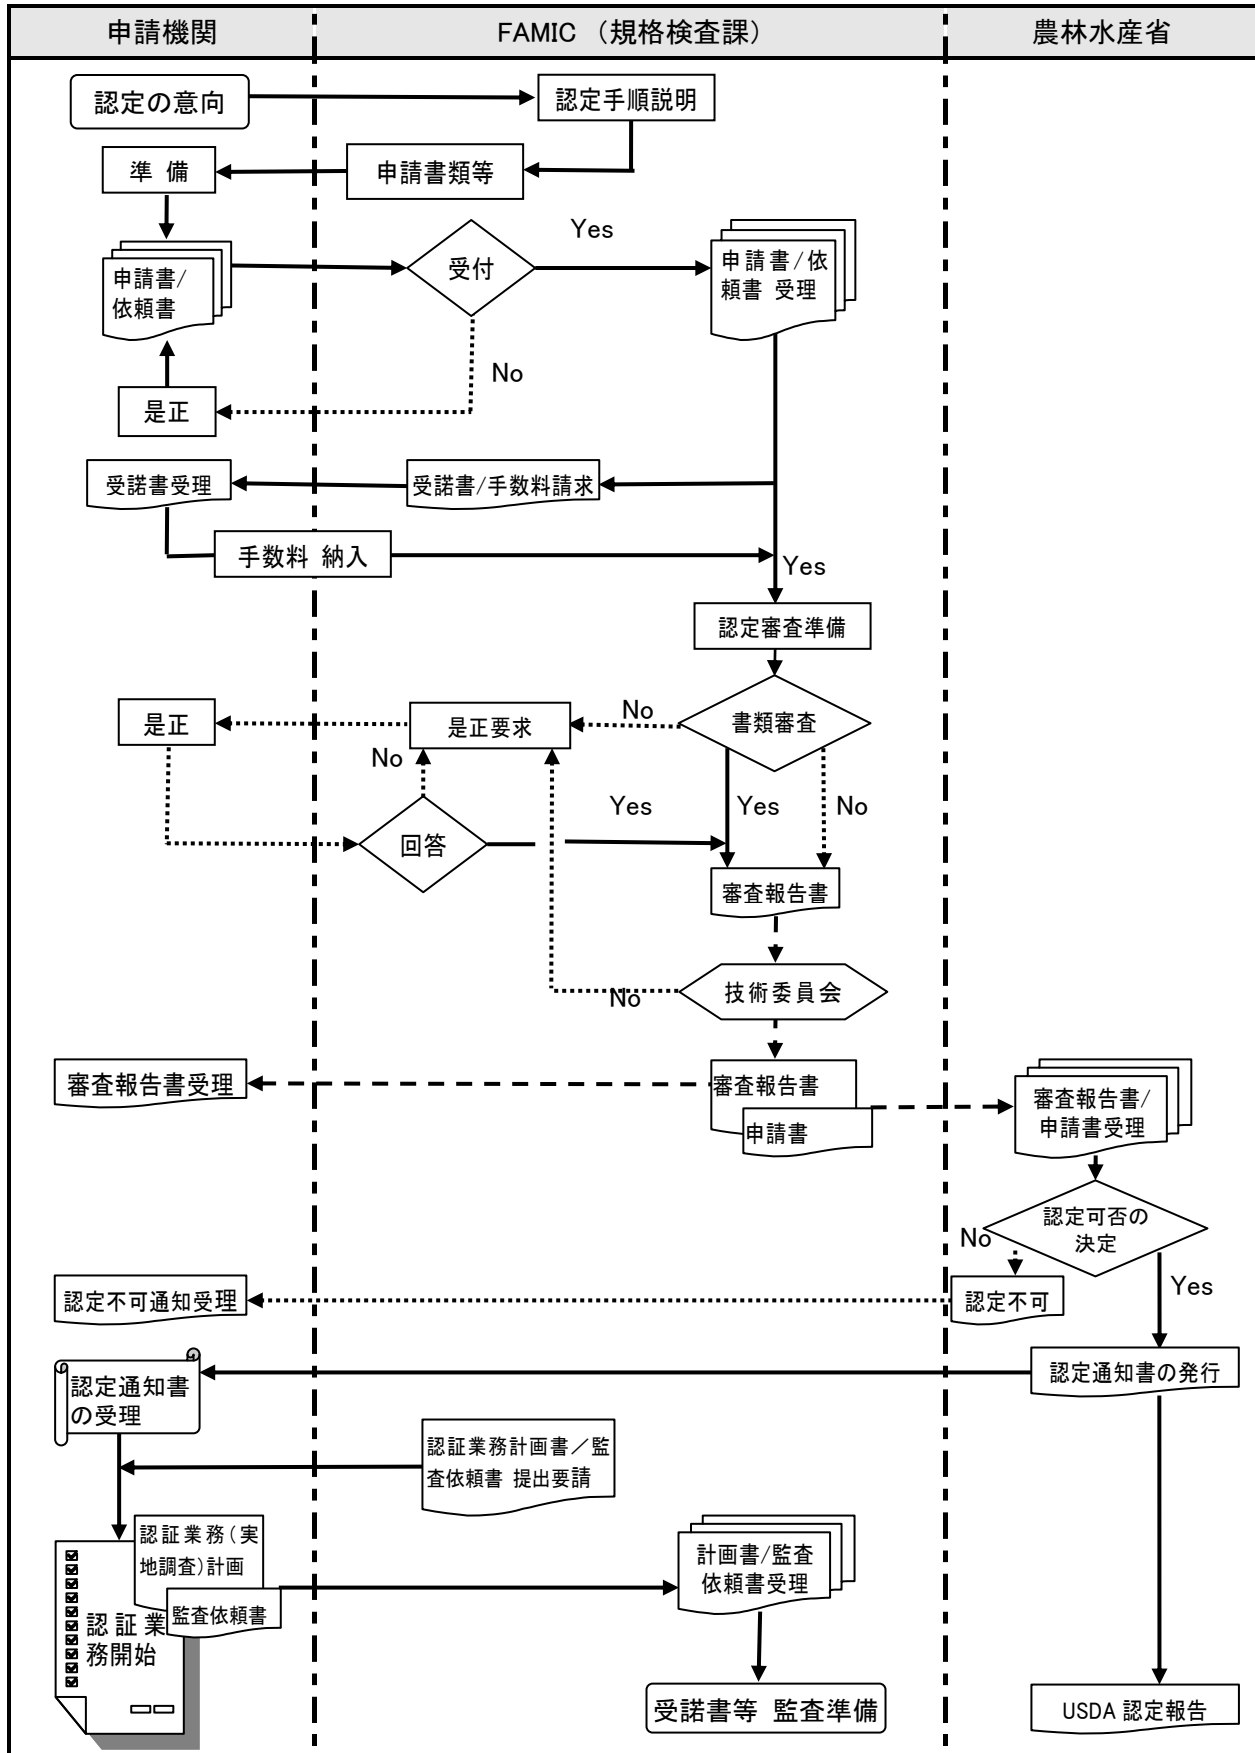 申請機関
FAMIC （規格検査課）
農林水産省
認定の意向
認定手順説明
準 備
申請書類等
申請書/
依頼書
受付
Yes
申請書/依
頼書 受理
No
是正
受諾書受理
受諾書/手数料請求
手数料 納入
Yes
認定審査準備
是正
是正要求
No
書類審査
No
Yes
Yes
No
回答
審査報告書
No
技術委員会
審査報告書受理
審査報告書
申請書
審査報告書/
申請書受理
認定可否の
決定
No
Yes
認定不可通知受理
認定不可
認定通知書
の受理
認定通知書の発行
認証業務計画書／監
査依頼書 提出要請
認証業務（実
地調査）計画
監査依頼書
認証業
務開始
計画書/監査
依頼書受理
受諾書等 監査準備
USDA 認定報告